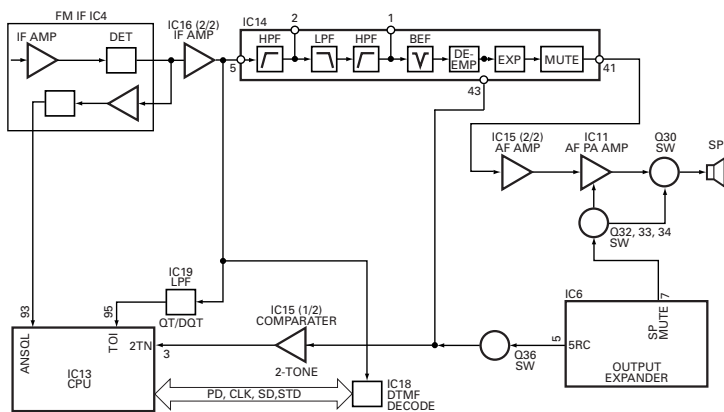 FM IF IC4
IF AMP
DET
IC16 (2/2)
IF AMP
IC14
2
1
HPF
LPF
HPF
BEF
DE-
EMP
EXP
MUTE
5
41
43
IC15 (2/2)
AF AMP
IC11
AF PA AMP
Q30
SW
SP
Q32, 33, 34
SW
IC19
LPF
QT/DQT
93
95
ANSQL
TOI
2TN
3
IC13
CPU
IC15 (1/2)
COMPARATER
2-TONE
PD, CLK, SD,STD
IC18
DTMF
DECODE
Q36
SW
IC6
7
SP
MUTE
5
5RC
OUTPUT
EXPANDER